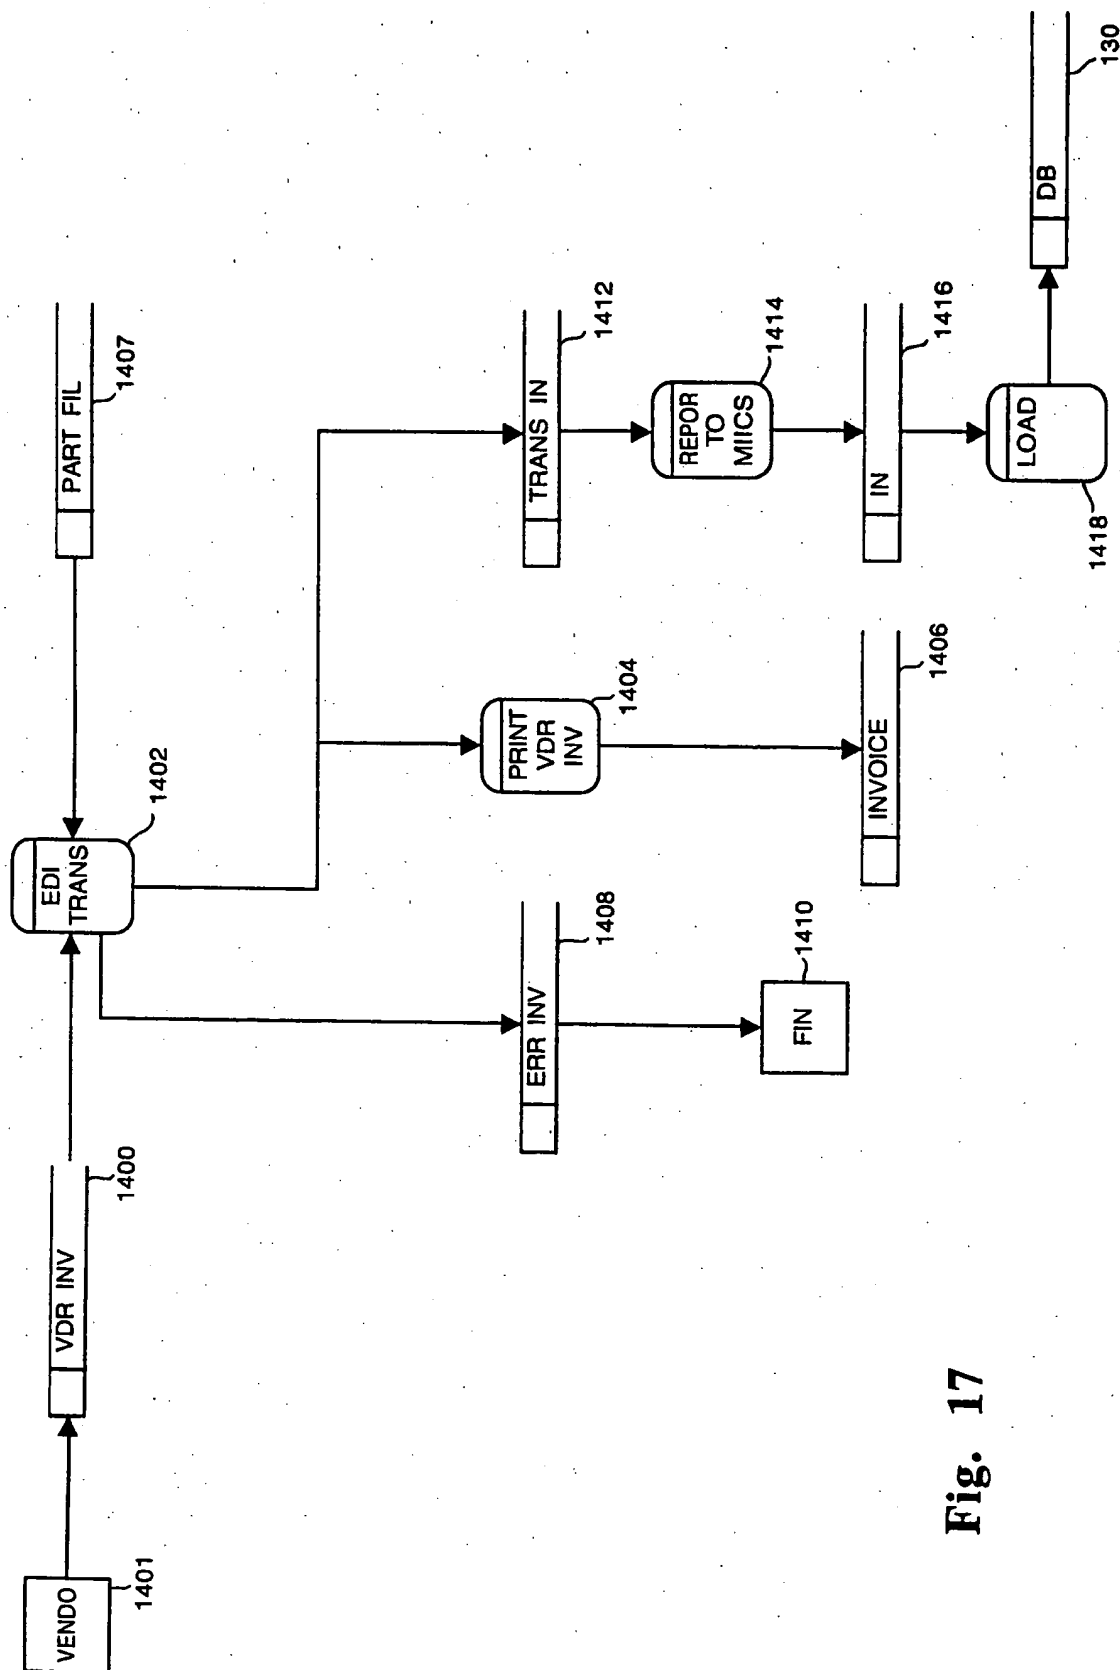 VENDO
1401
VDR INV
1400
EDI
TRANS
1402
PART FIL
1407
ERR INV
1408
FIN
1410
PRINT
VDR
INV
1404
INVOICE
1406
TRANS IN
1412
REPOR
TO
MIICS
1414
IN
1416
LOAD
1418
DB
130
Fig. 17